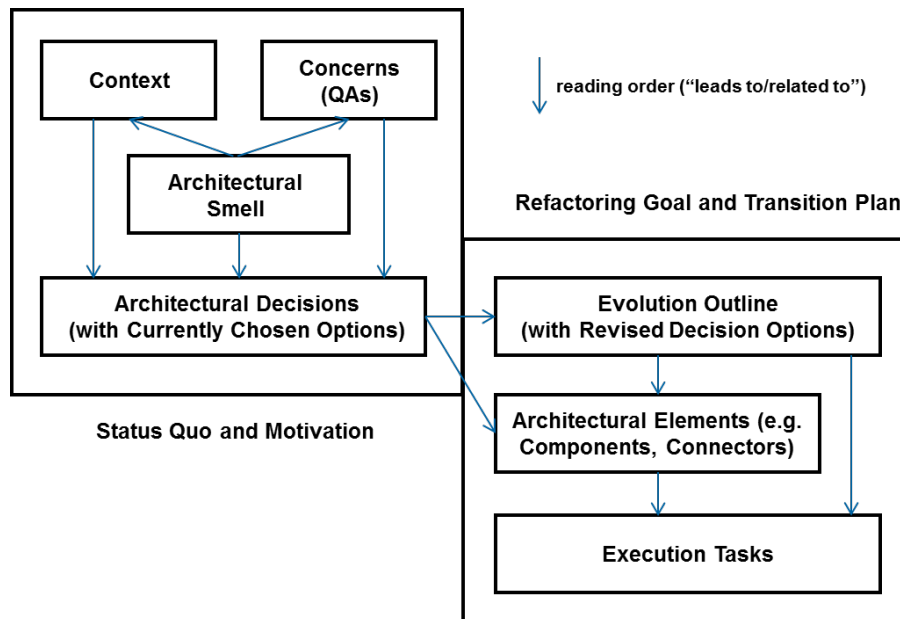 Context
Concerns
(QAs)
reading order (“leads to/related to”)
Architectural
Smell
Refactoring Goal and Transition Plan
Architectural Decisions
(with Currently Chosen Options)
Evolution Outline
(with Revised Decision Options)
Status Quo and Motivation
Architectural Elements (e.g.
Components, Connectors)
Execution Tasks